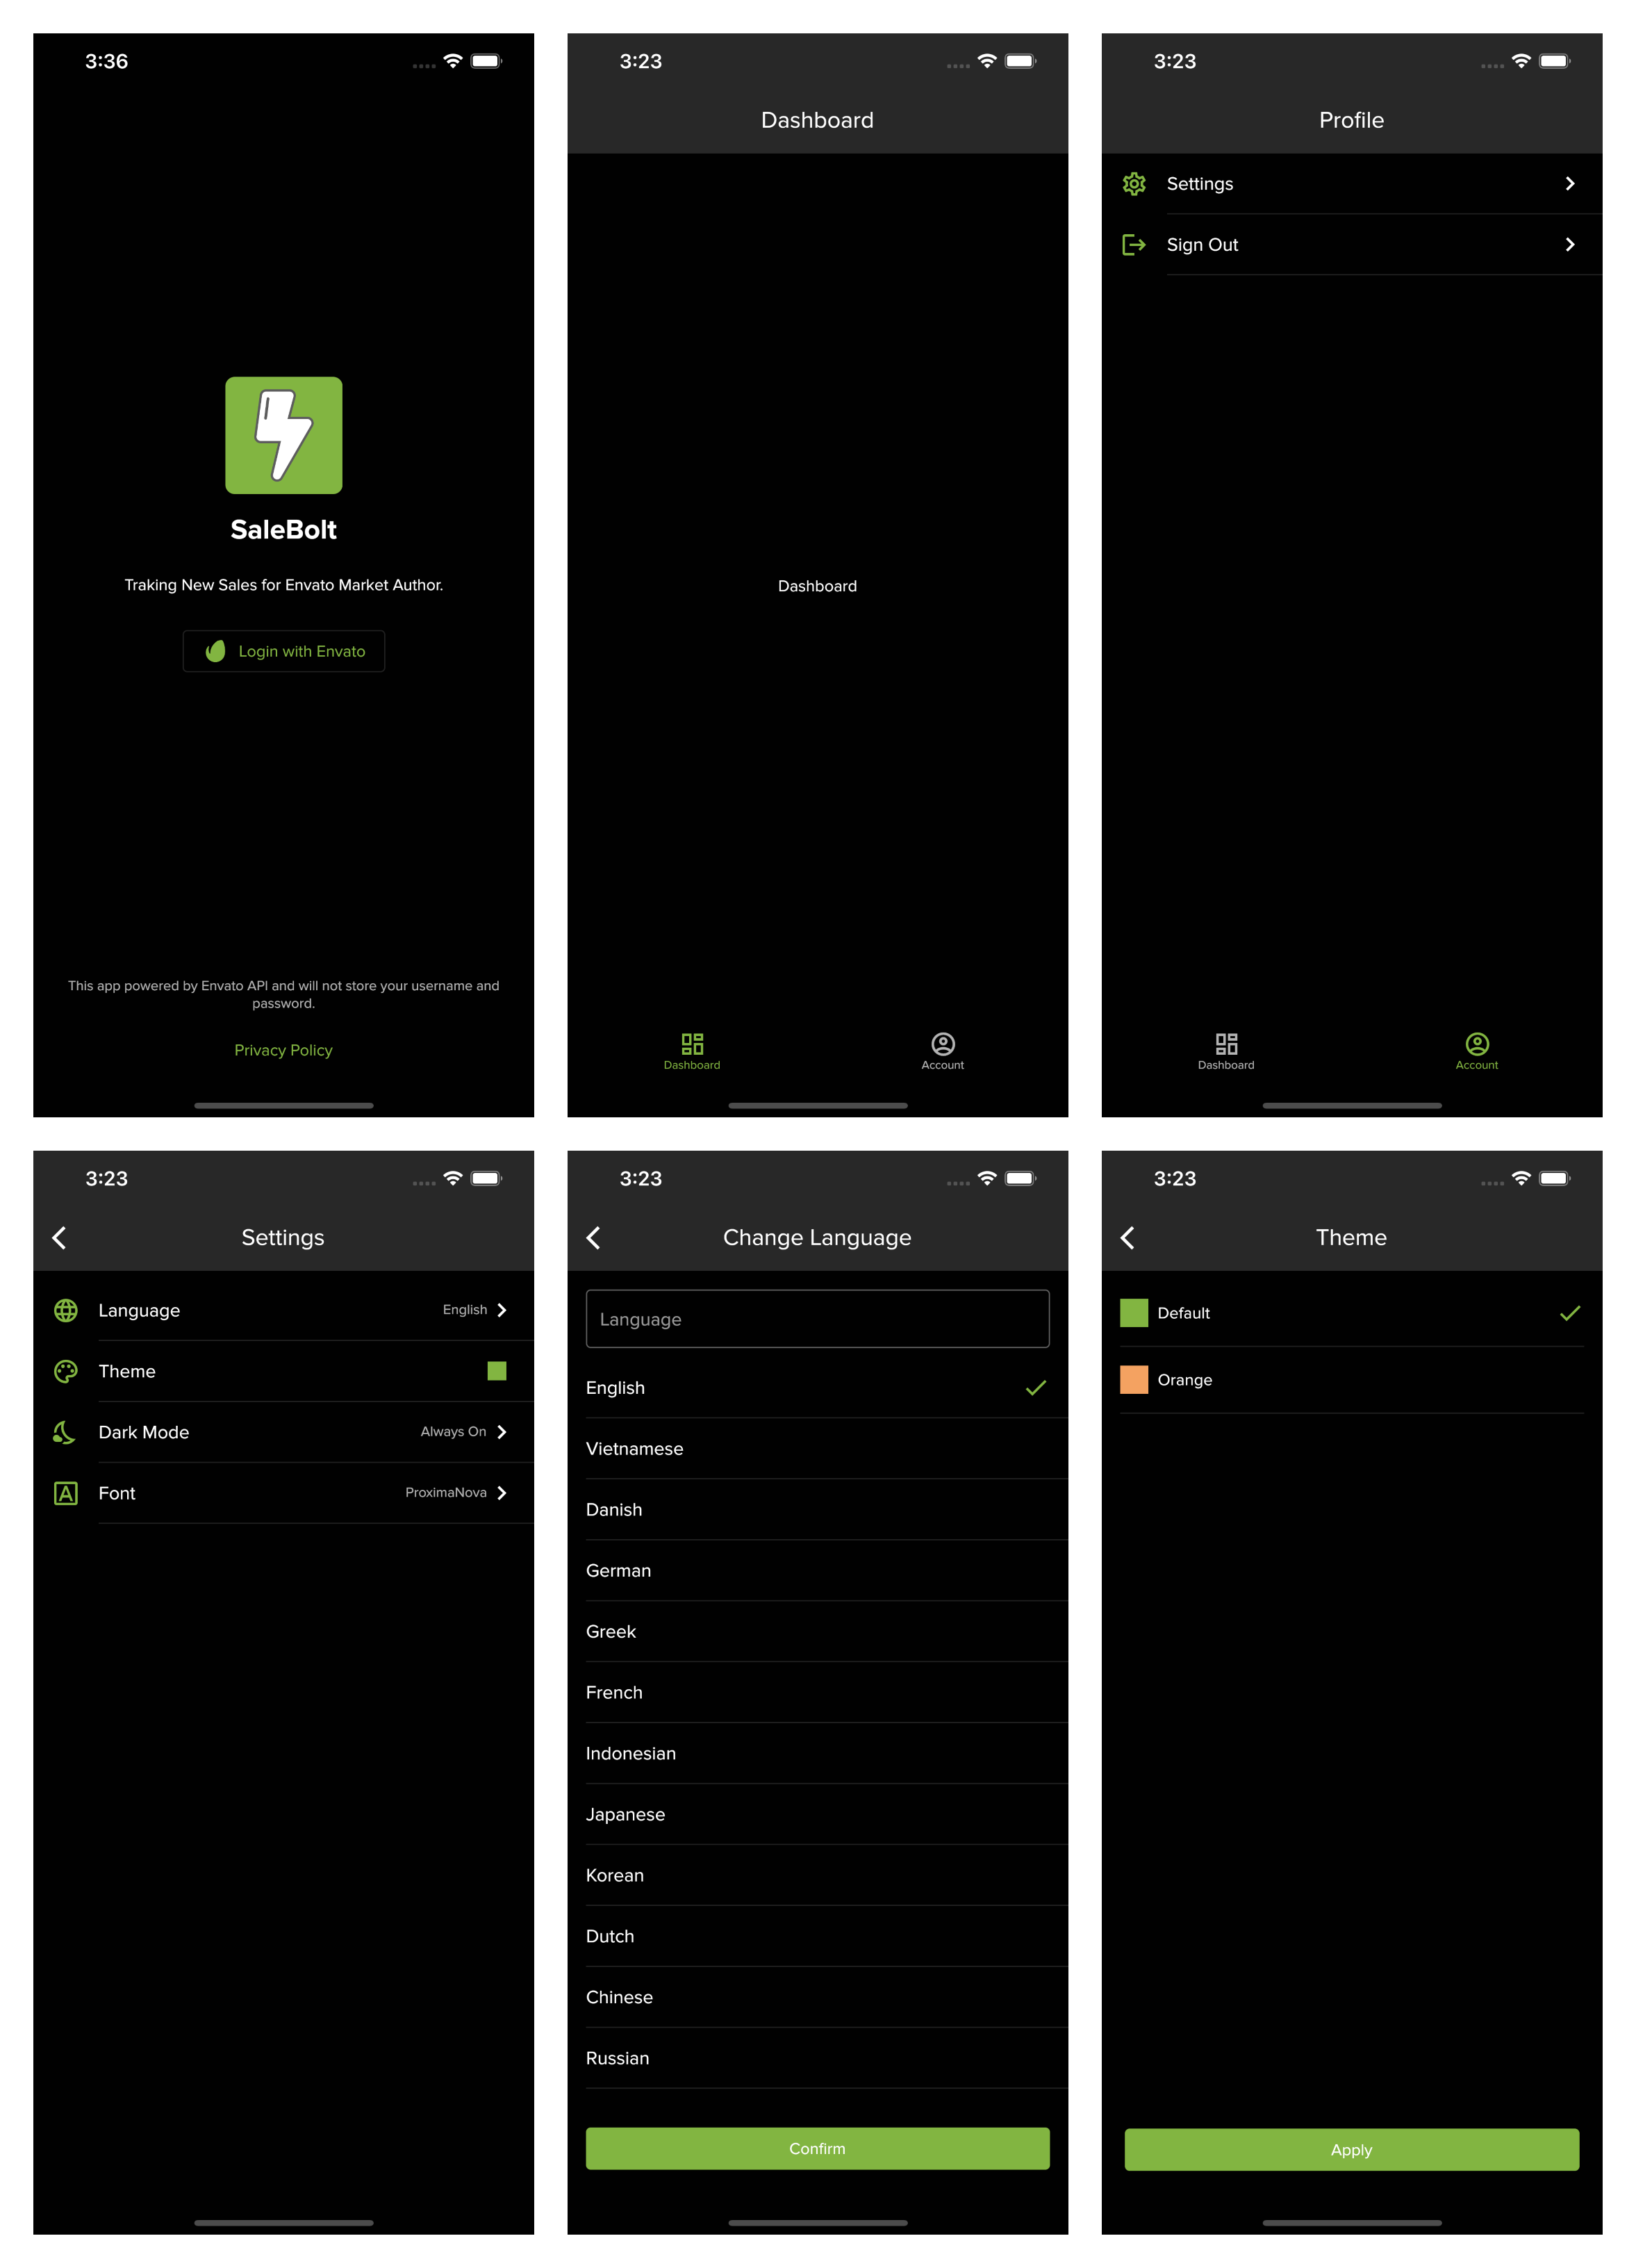 3:36
SaleBolt
Traking New Sales for Envato Market Author.
Login with Envato
This app powered by Envato API and will not store your username and
password.
Privacy Policy
3:23
Dashboard
Dashboard
Dashboard
Account
3:23
Profile
Settings
Sign Out
Dashboard
Account
3:23
Settings
Language English
Theme
Dark Mode Always On
Font ProximaNova
3:23
Change Language
Language
English
Vietnamese
Danish
German
Greek
French
Indonesian
Japanese
Korean
Dutch
Chinese
Russian
Confirm
3:23
Theme
Default
Orange
Apply